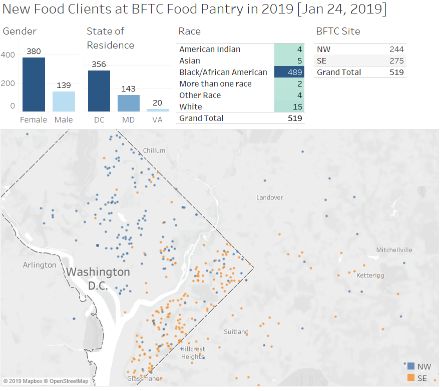 New Food Clients at BFTC Food Pantry in 2019 [Jan 24, 2019]
Gender
State of
Residence
Race
BFTC Site
400
200
0
380
139
Female
Male
356
143
20
DC
MD
VA
American Indian 4
Asian 5
Black/African American 489
More than one race 2
Other Race 4
White 15
Grand Total 519
NW 244
SE 275
Grand Total 519
Chillum
Landover
Mitchellville
Arlington
Washington
D.C.
Kettering
Suitland
Hillcrest
Heights
Glassmanor
NW
SE
© 2019 Mapbox © OpenStreetMap